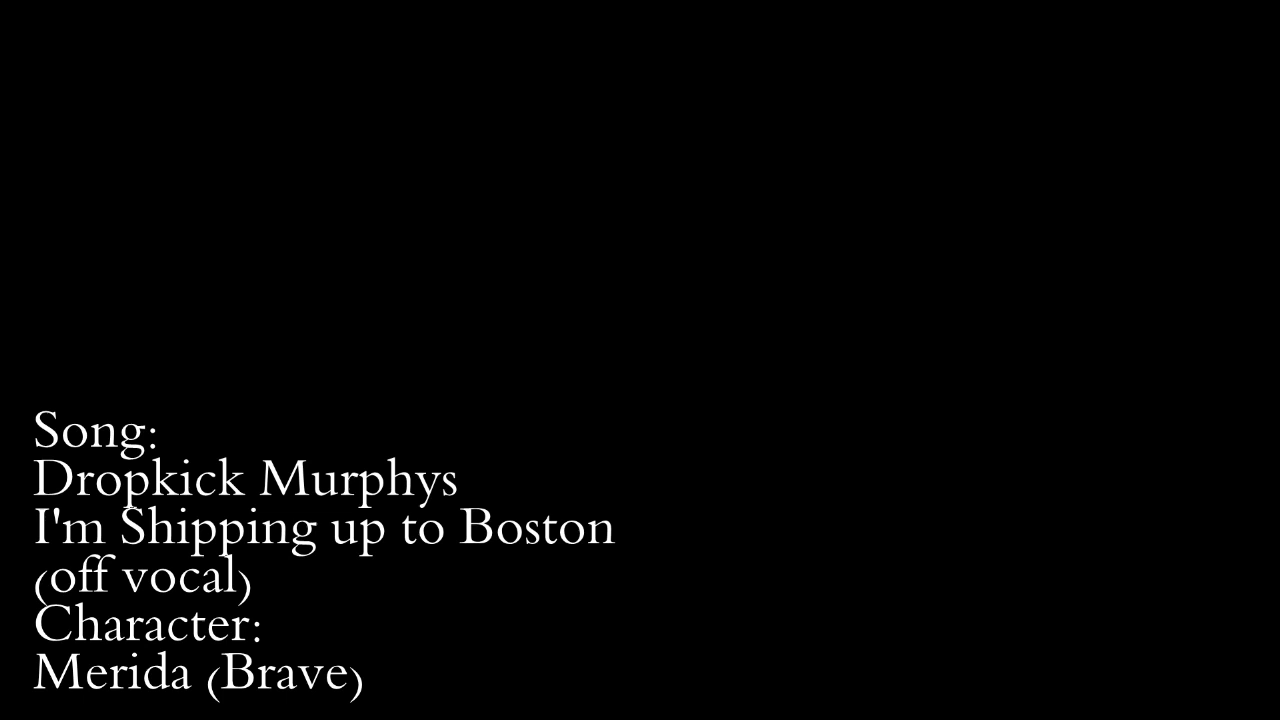 Song:
Dropkick Murphys
I'm Shipping up to Boston
(off vocal)
Character:
Merida (Brave)